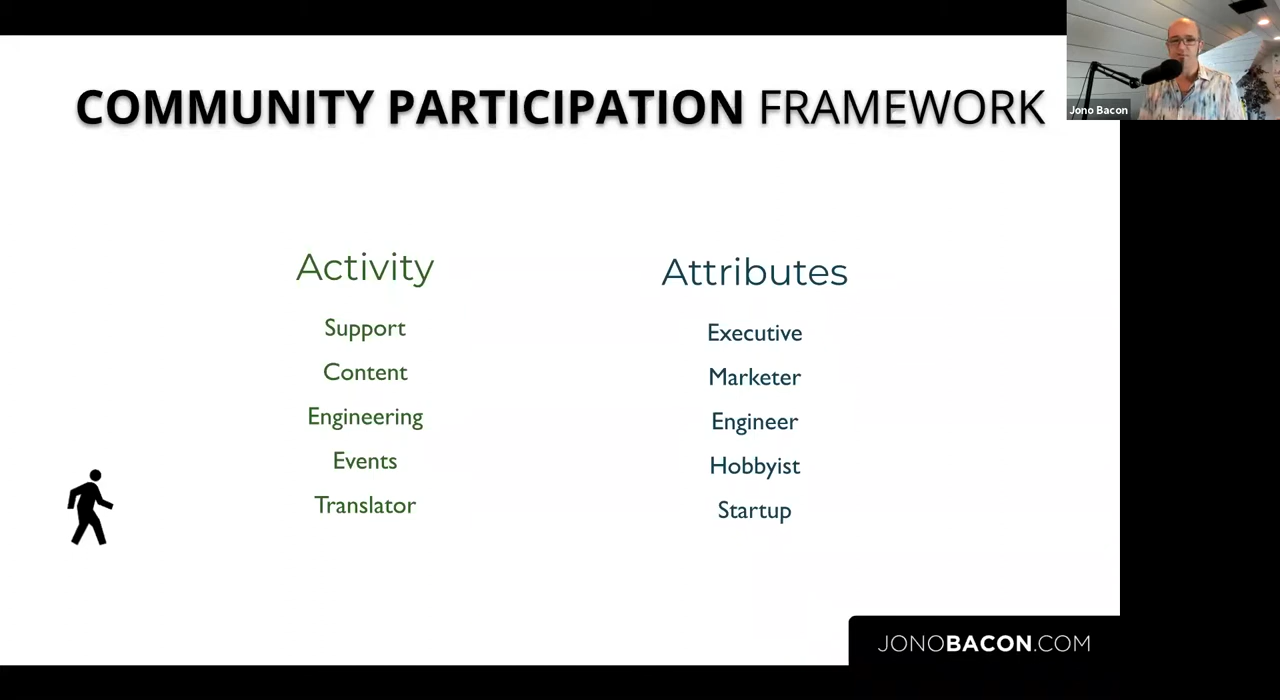 COMMUNITY PARTICIPATION FRAMEWORK
Jono Bacon
Activity
Support
Content
Engineering
Events
Translator
Attributes
Executive
Marketer
Engineer
Hobbyist
Startup
JONOBACON.COM